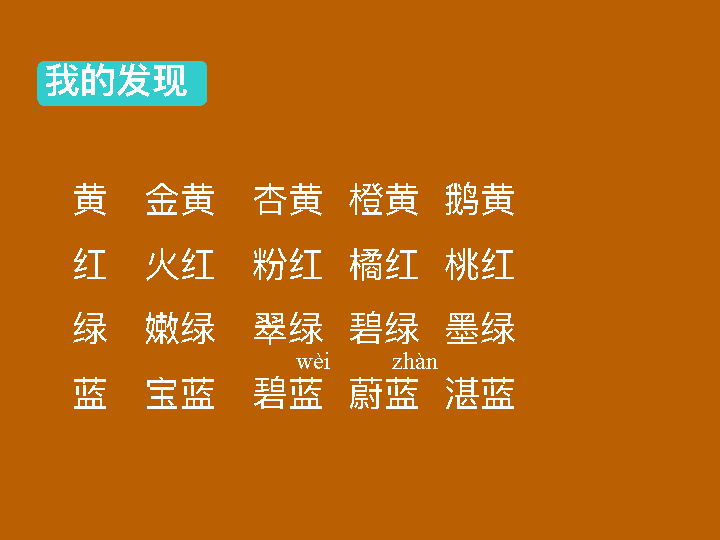 我的发现
黄 金黄 杏黄 橙黄 鹅黄
红 火红 粉红 橘红 桃红
绿 嫩绿 翠绿 碧绿 墨绿
wèi zhàn
蓝 宝蓝 碧蓝 蔚蓝 湛蓝